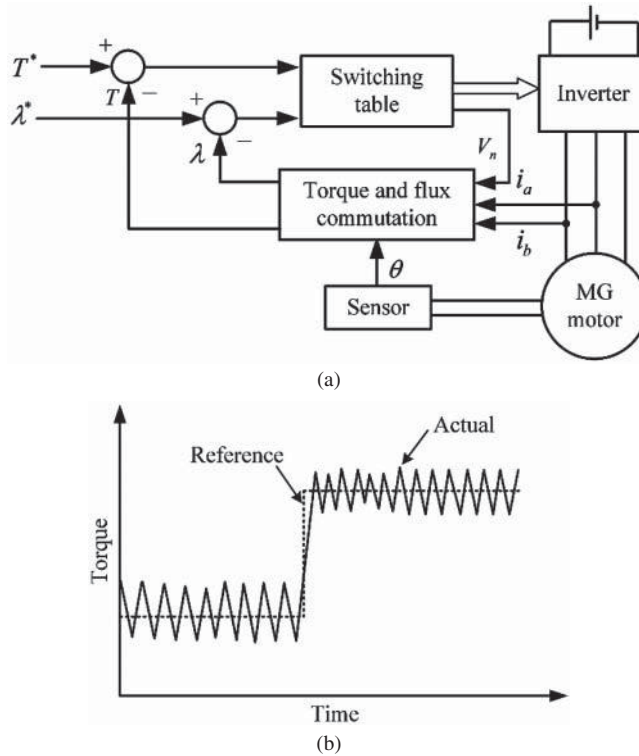 T* + − T
λ* + − λ
Switching
table
Inverter
V_n
i_a
i_b
Torque and flux
commutation
θ
Sensor
MG
motor
(a)
Torque
Reference
Actual
Time
(b)